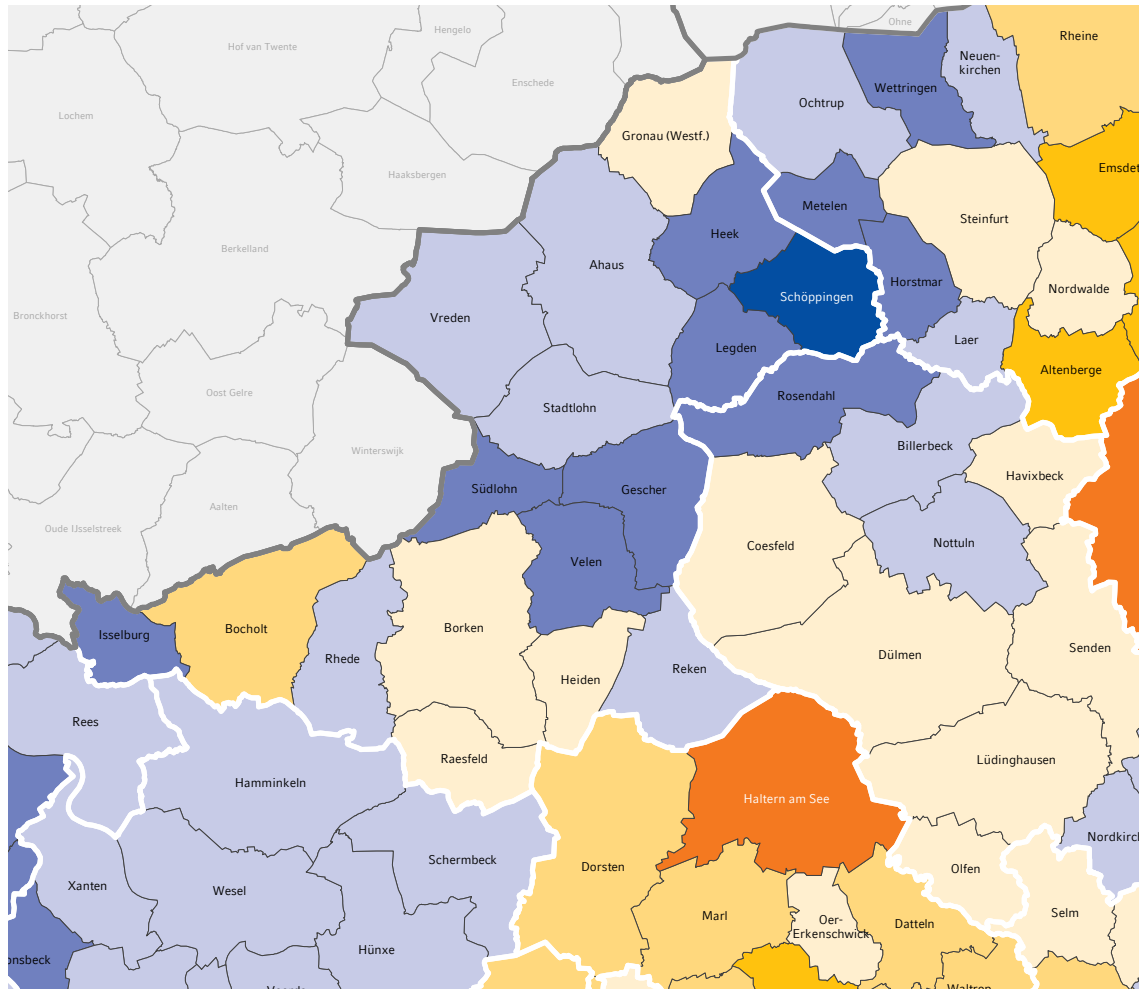 Ohne
Hengelo
Hof van Twente
Rheine
Neuen-
kirchen
Enschede
Wettringen
Ochtrup
Lochem
Gronau (Westf.)
Emsdet
Haaksbergen
Metelen
Steinfurt
Heek
Berkelland
Ahaus
Horstmar
Nordwalde
Schöppingen
Bronckhorst
Vreden
Laer
Legden
Altenberge
Oost Gelre
Rosendahl
Stadtlohn
Billerbeck
Winterswijk
Havixbeck
Südlohn
Gescher
Aalten
Oude IJsselstreek
Nottuln
Coesfeld
Velen
Borken
Bocholt
Isselburg
Senden
Dülmen
Rhede
Reken
Heiden
Rees
Raesfeld
Lüdinghausen
Hamminkeln
Haltern am See
Nordkirch
Schermbeck
Dorsten
Olfen
Xanten
Wesel
Selm
Marl
Oer-
Erkenschwick
Datteln
Hünxe
onsbeck
Waltrop